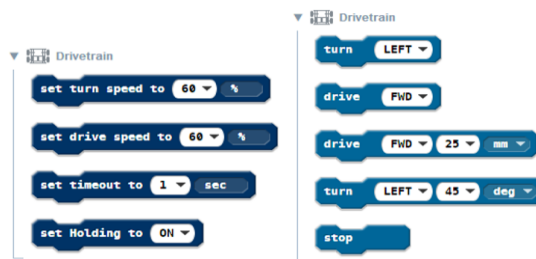 Drivetrain
set turn speed to 60 %
set drive speed to 60 %
set timeout to 1 sec
set Holding to ON
Drivetrain
turn LEFT
drive FWD
drive FWD 25 mm
turn LEFT 45 deg
stop